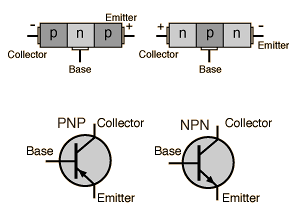 Emitter
- p n p +
+ n p n -
Collector
Collector
Emitter
Base
Base
PNP
Collector
NPN
Collector
Base
Base
Emitter
Emitter